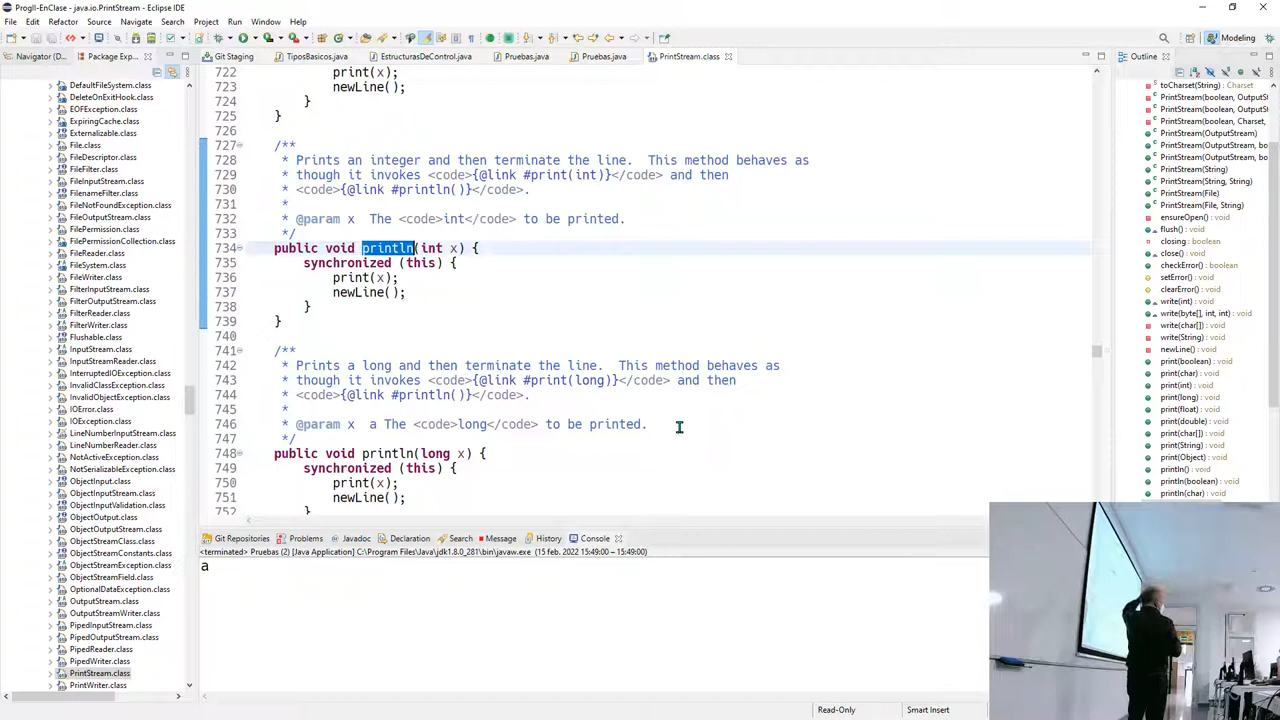 ProgII-EnClase - java.io.PrintStream - Eclipse IDE
File Edit Refactor Source Navigate Search Project Run Window Help
Modeling
Navigator (D...
Package Exp...
Git Staging
TiposBasicos.java
EstructurasDeControl.java
Pruebas.java
Pruebas.java
PrintStream.class
Outline
DefaultFileSystem.class
DeleteOnExitHook.class
EOFException.class
ExpiringCache.class
Externalizable.class
File.class
FileDescriptor.class
FileFilter.class
FileInputStream.class
FilenameFilter.class
FileNotFoundException.class
FileOutputStream.class
FilePermission.class
FilePermissionCollection.class
FileReader.class
FileSystem.class
FileWriter.class
FilterInputStream.class
FilterOutputStream.class
FilterReader.class
FilterWriter.class
Flushable.class
InputStream.class
InputStreamReader.class
InterruptedIOException.class
InvalidClassException.class
InvalidObjectException.class
IOError.class
IOException.class
LineNumberInputStream.class
LineNumberReader.class
NotActiveException.class
NotSerializableException.class
ObjectInput.class
ObjectInputStream.class
ObjectInputValidation.class
ObjectOutput.class
ObjectOutputStream.class
ObjectStreamClass.class
ObjectStreamConstants.class
ObjectStreamException.class
ObjectStreamField.class
OptionalDataException.class
OutputStream.class
OutputStreamWriter.class
PipedInputStream.class
PipedOutputStream.class
PipedReader.class
PipedWriter.class
PrintStream.class
PrintWriter.class
722 print(x);
723 newLine();
724 }
725 }
726
727 /**
728 * Prints an integer and then terminate the line.  This method behaves as
729 * though it invokes <code>{@link #print(int)}</code> and then
730 * <code>{@link #println()}</code>.
731 *
732 * @param x  The <code>int</code> to be printed.
733 */
734 public void println(int x) {
735 synchronized (this) {
736 print(x);
737 newLine();
738 }
739 }
740
741 /**
742 * Prints a long and then terminate the line.  This method behaves as
743 * though it invokes <code>{@link #print(long)}</code> and then
744 * <code>{@link #println()}</code>.
745 *
746 * @param x  a The <code>long</code> to be printed.
747 */
748 public void println(long x) {
749 synchronized (this) {
750 print(x);
751 newLine();
752 }
toCharset(String) : Charset
PrintStream(boolean, OutputSt
PrintStream(boolean, OutputSt
PrintStream(boolean, Charset,
PrintStream(OutputStream)
PrintStream(OutputStream, bo
PrintStream(OutputStream, bo
PrintStream(String)
PrintStream(String, String)
PrintStream(File)
PrintStream(File, String)
ensureOpen() : void
flush() : void
closing : boolean
close() : void
checkError() : boolean
setError() : void
clearError() : void
write(int) : void
write(byte[], int, int) : void
write(char[]) : void
write(String) : void
newLine() : void
print(boolean) : void
print(char) : void
print(int) : void
print(long) : void
print(float) : void
print(double) : void
print(char[]) : void
print(String) : void
print(Object) : void
println() : void
println(boolean) : void
println(char) : void
Git Repositories
Problems
Javadoc
Declaration
Search
Message
History
Console
<terminated> Pruebas (2) [Java Application] C:\Program Files\Java\jdk1.8.0_281\bin\javaw.exe (15 feb. 2022 15:49:00 – 15:49:00)
a
Read-Only
Smart Insert